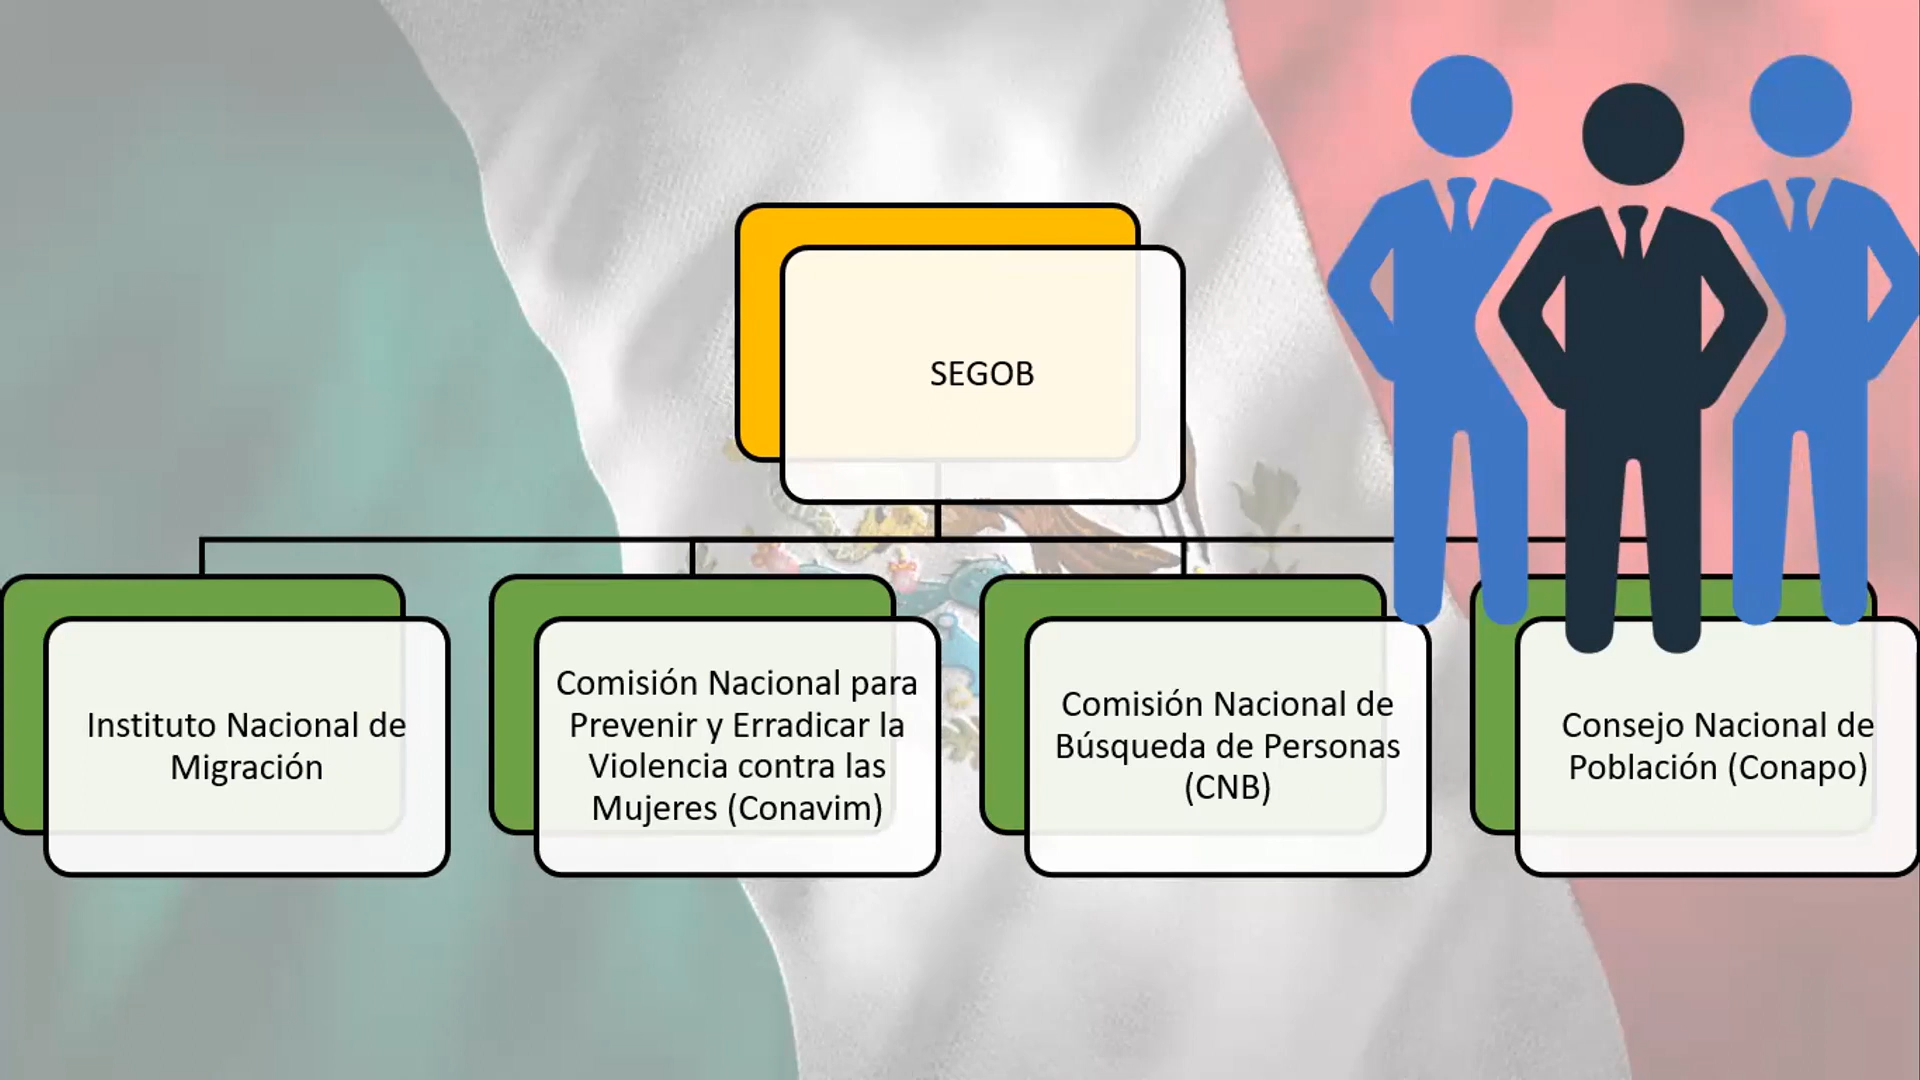 SEGOB
Instituto Nacional de
Migración
Comisión Nacional para
Prevenir y Erradicar la
Violencia contra las
Mujeres (Conavim)
Comisión Nacional de
Búsqueda de Personas
(CNB)
Consejo Nacional de
Población (Conapo)